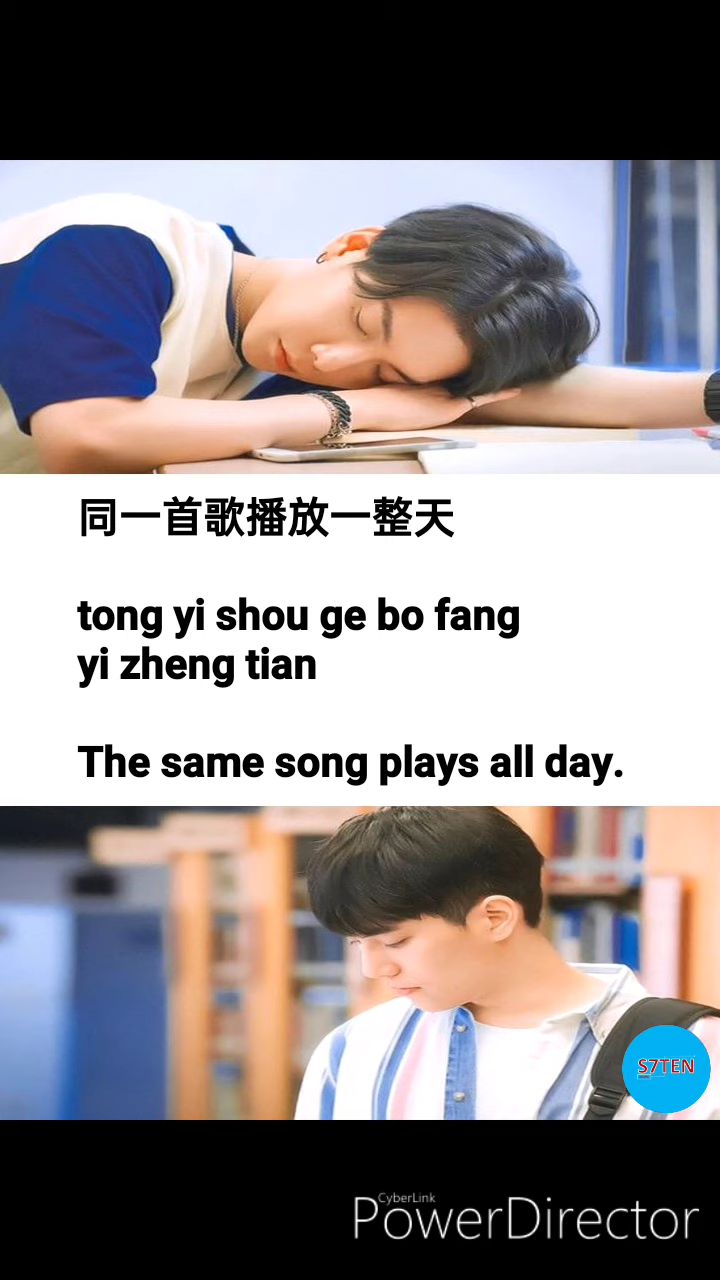 同一首歌播放一整天
tong yi shou ge bo fang
yi zheng tian
The same song plays all day.
S7TEN
CyberLink
PowerDirector